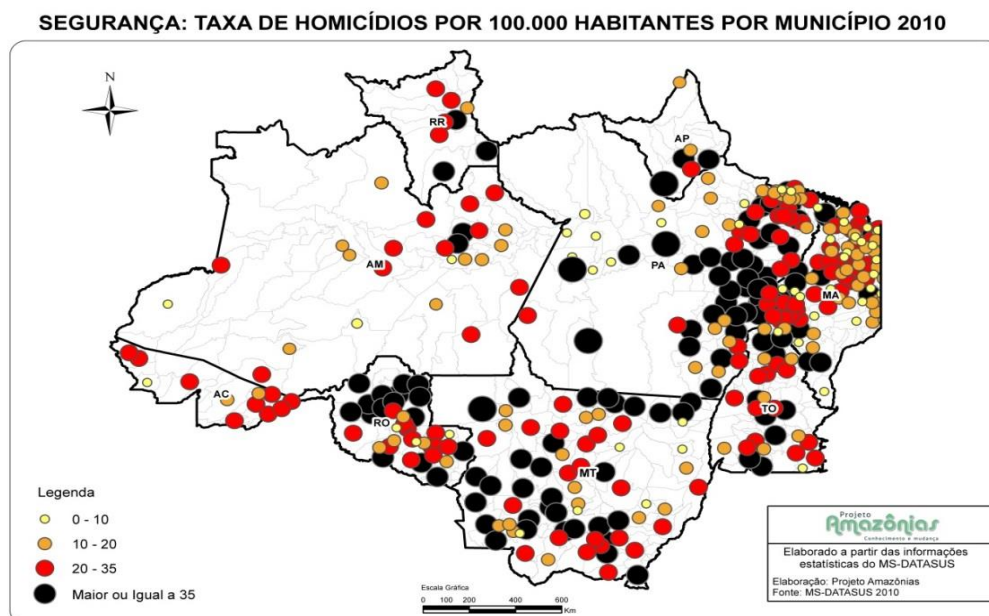 SEGURANÇA: TAXA DE HOMICÍDIOS POR 100.000 HABITANTES POR MUNICÍPIO 2010
N
RR
AP
AM
PA
MA
AC
RO
TO
MT
Legenda
0 - 10
10 - 20
20 - 35
Maior ou Igual a 35
Escala Gráfica
0 100 200 400 600
Km
Projeto
Amazônias
Conhecimento e mudança
Elaborado a partir das informações
estatísticas do MS-DATASUS
Elaboração: Projeto Amazônias
Fonte: MS-DATASUS 2010